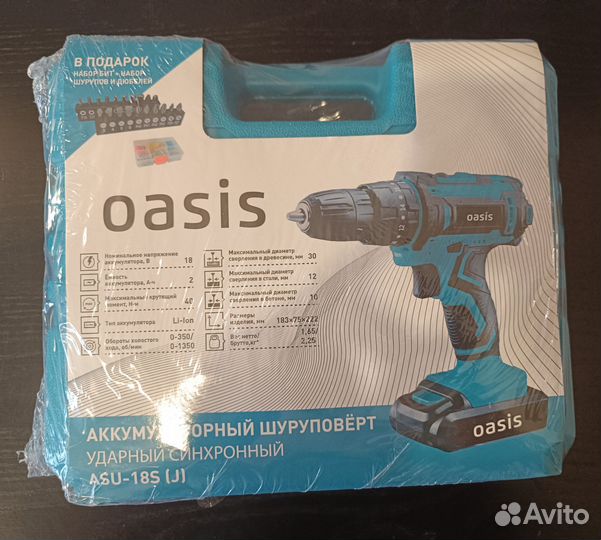 В ПОДАРОК
НАБОР БИТ + НАБОР
ШУРУПОВ И ДЮБЕЛЕЙ
oasis
Номинальное напряжение
аккумулятора, В 18
Ёмкость
аккумулятора, А·ч 2
Максимальный крутящий
момент, Н·м 40
Тип аккумулятора Li-Ion
Обороты холостого
хода, об/мин 0-350/
0-1350
Максимальный диаметр
сверления в древесине, мм 30
Максимальный диаметр
сверления в стали, мм 12
Максимальный диаметр
сверления в бетоне, мм 10
Размеры
изделия, мм 183×75×222
Вес нетто/
брутто, кг* 1,65/
2,25
oasis
12
oasis
АККУМУЛЯТОРНЫЙ ШУРУПОВЁРТ
УДАРНЫЙ СИНХРОННЫЙ
ASU-18S (J)
Avito